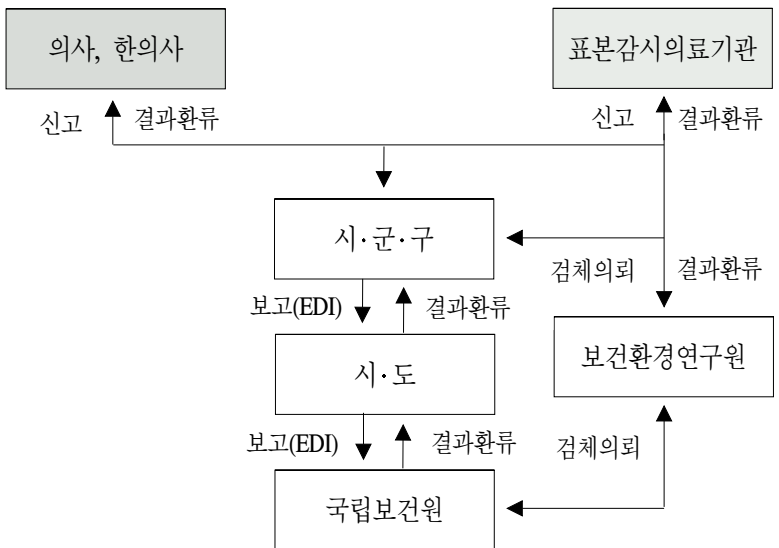 의사, 한의사
표본감시의료기관
신고
결과환류
신고
결과환류
시·군·구
검체의뢰
결과환류
보고(EDI)
결과환류
보건환경연구원
시·도
보고(EDI)
결과환류
검체의뢰
국립보건원